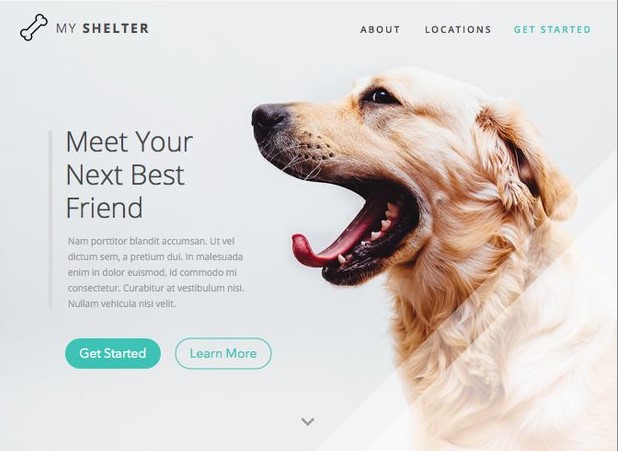 MY SHELTER
ABOUT LOCATIONS GET STARTED
Meet Your
Next Best
Friend
Nam porttitor blandit accumsan. Ut vel
dictum sem, a pretium dui. In malesuada
enim in dolor euismod, id commodo mi
consectetur. Curabitur at vestibulum nisi.
Nullam vehicula nisi velit.
Get Started Learn More